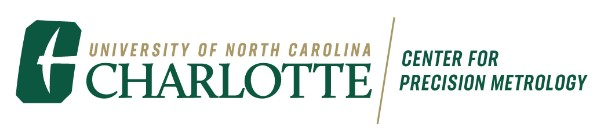 UNIVERSITY OF NORTH CAROLINA
CHARLOTTE
CENTER FOR
PRECISION METROLOGY